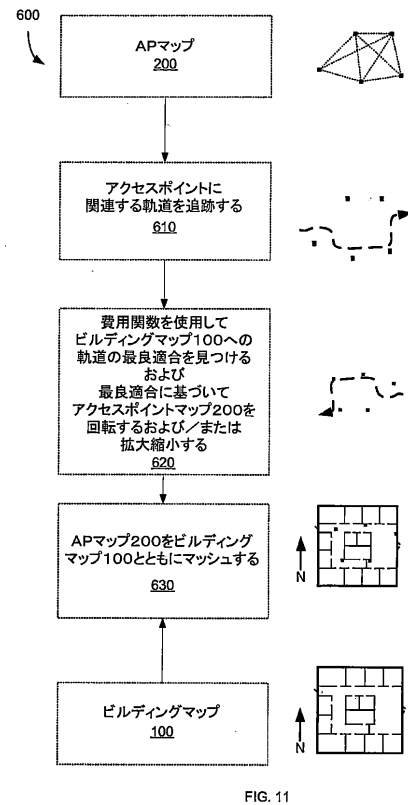 600
APマップ
200
アクセスポイントに
関連する軌道を追跡する
610
費用関数を使用して
ビルディングマップ100への
軌道の最良適合を見つける
および
最良適合に基づいて
アクセスポイントマップ200を
回転するおよび/または
拡大縮小する
620
APマップ200をビルディング
マップ100とともにマッシュする
630
N
ビルディングマップ
100
N
FIG. 11